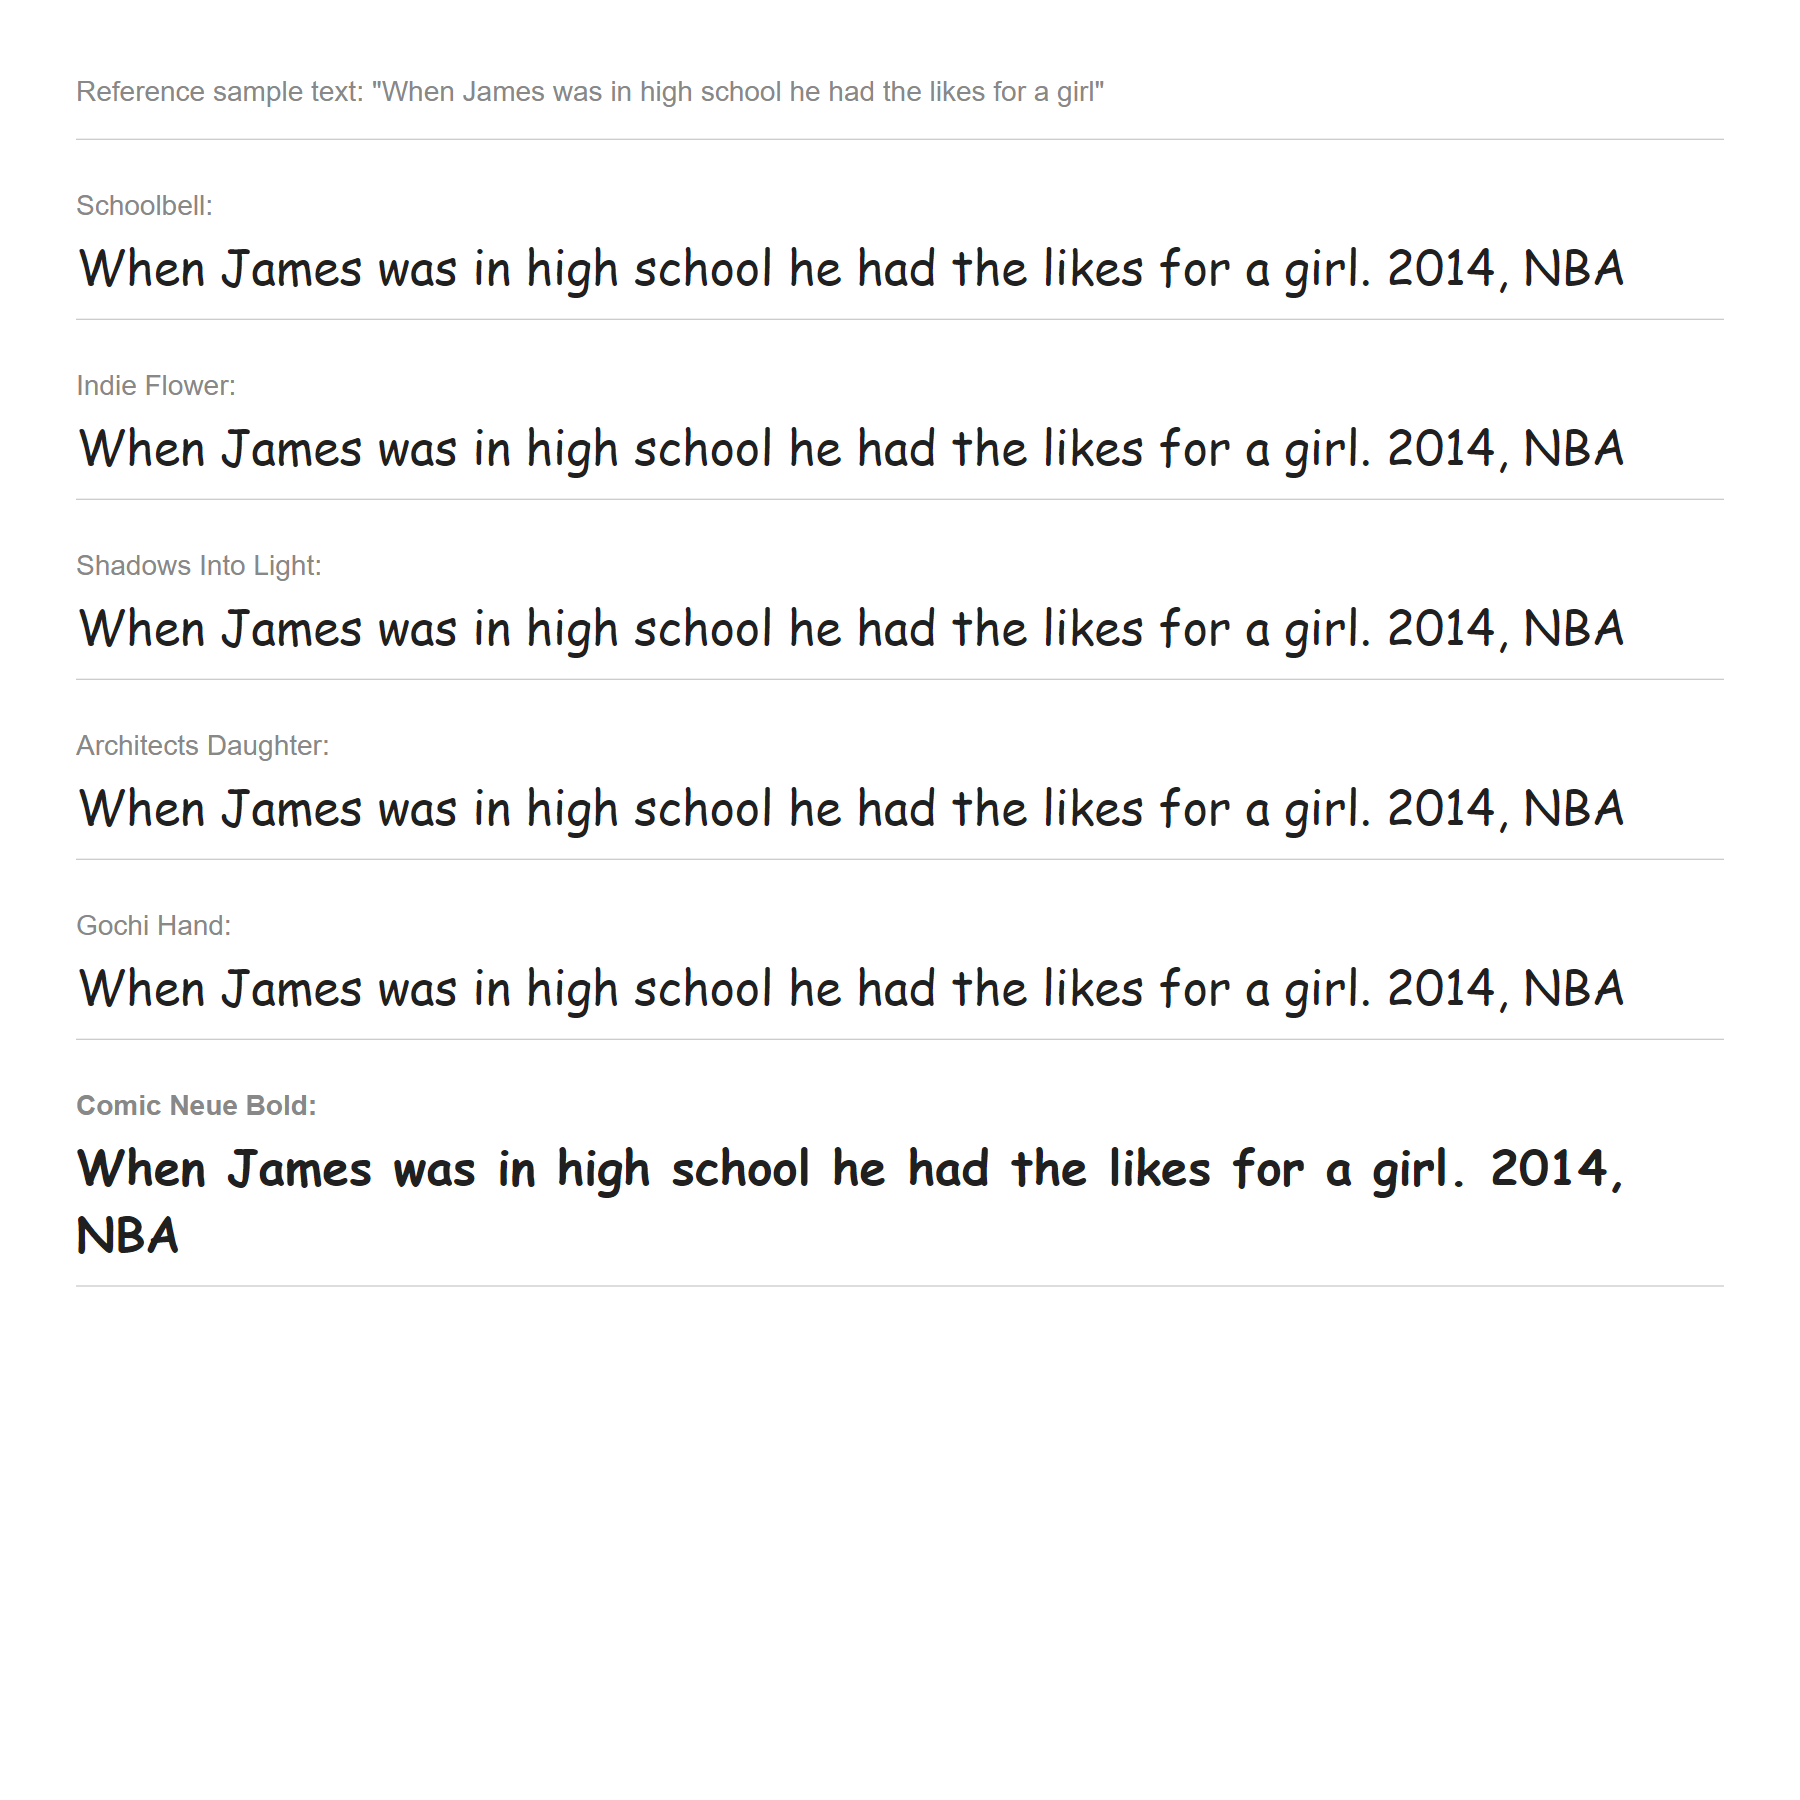 Reference sample text: "When James was in high school he had the likes for a girl"
Schoolbell:
When James was in high school he had the likes for a girl. 2014, NBA
Indie Flower:
When James was in high school he had the likes for a girl. 2014, NBA
Shadows Into Light:
When James was in high school he had the likes for a girl. 2014, NBA
Architects Daughter:
When James was in high school he had the likes for a girl. 2014, NBA
Gochi Hand:
When James was in high school he had the likes for a girl. 2014, NBA
Comic Neue Bold:
When James was in high school he had the likes for a girl. 2014,
NBA